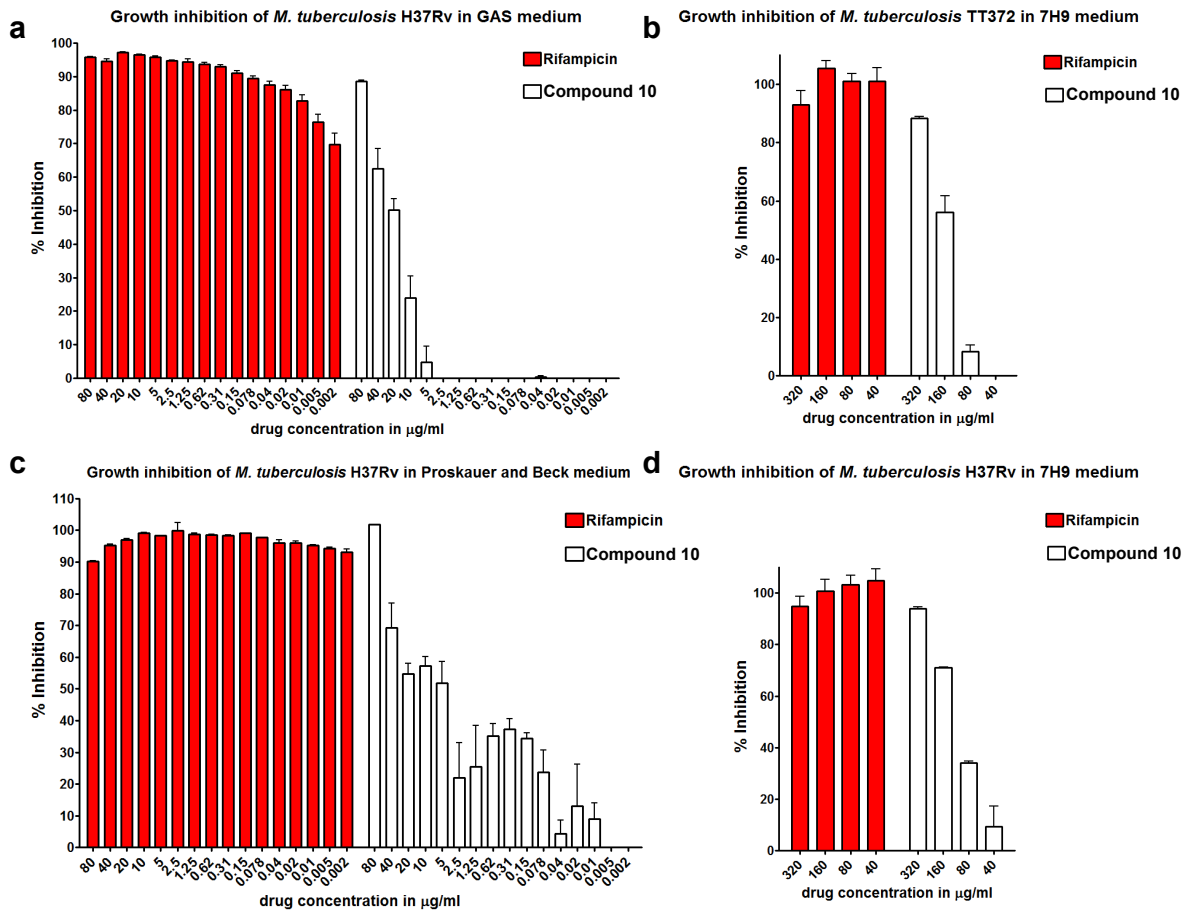 a
Growth inhibition of M. tuberculosis H37Rv in GAS medium
Rifampicin
Compound 10
% Inhibition
100
90
80
70
60
50
40
30
20
10
0
80 40 20 10 5 2.5 1.25 0.62 0.31 0.15 0.078 0.04 0.02 0.01 0.005 0.002 80 40 20 10 5 2.5 1.25 0.62 0.31 0.15 0.078 0.04 0.02 0.01 0.005 0.002
drug concentration in μg/ml
b
Growth inhibition of M. tuberculosis TT372 in 7H9 medium
Rifampicin
Compound 10
% Inhibition
100
80
60
40
20
0
320 160 80 40 320 160 80 40
drug concentration in μg/ml
c
Growth inhibition of M. tuberculosis H37Rv in Proskauer and Beck medium
Rifampicin
Compound 10
% Inhibition
110
100
90
80
70
60
50
40
30
20
10
0
80 40 20 10 5 2.5 1.25 0.62 0.31 0.15 0.078 0.04 0.02 0.01 0.005 0.002 80 40 20 10 5 2.5 1.25 0.62 0.31 0.15 0.078 0.04 0.02 0.01 0.005 0.002
drug concentration in μg/ml
d
Growth inhibition of M. tuberculosis H37Rv in 7H9 medium
Rifampicin
Compound 10
% Inhibition
100
80
60
40
20
0
320 160 80 40 320 160 80 40
drug concentration in μg/ml